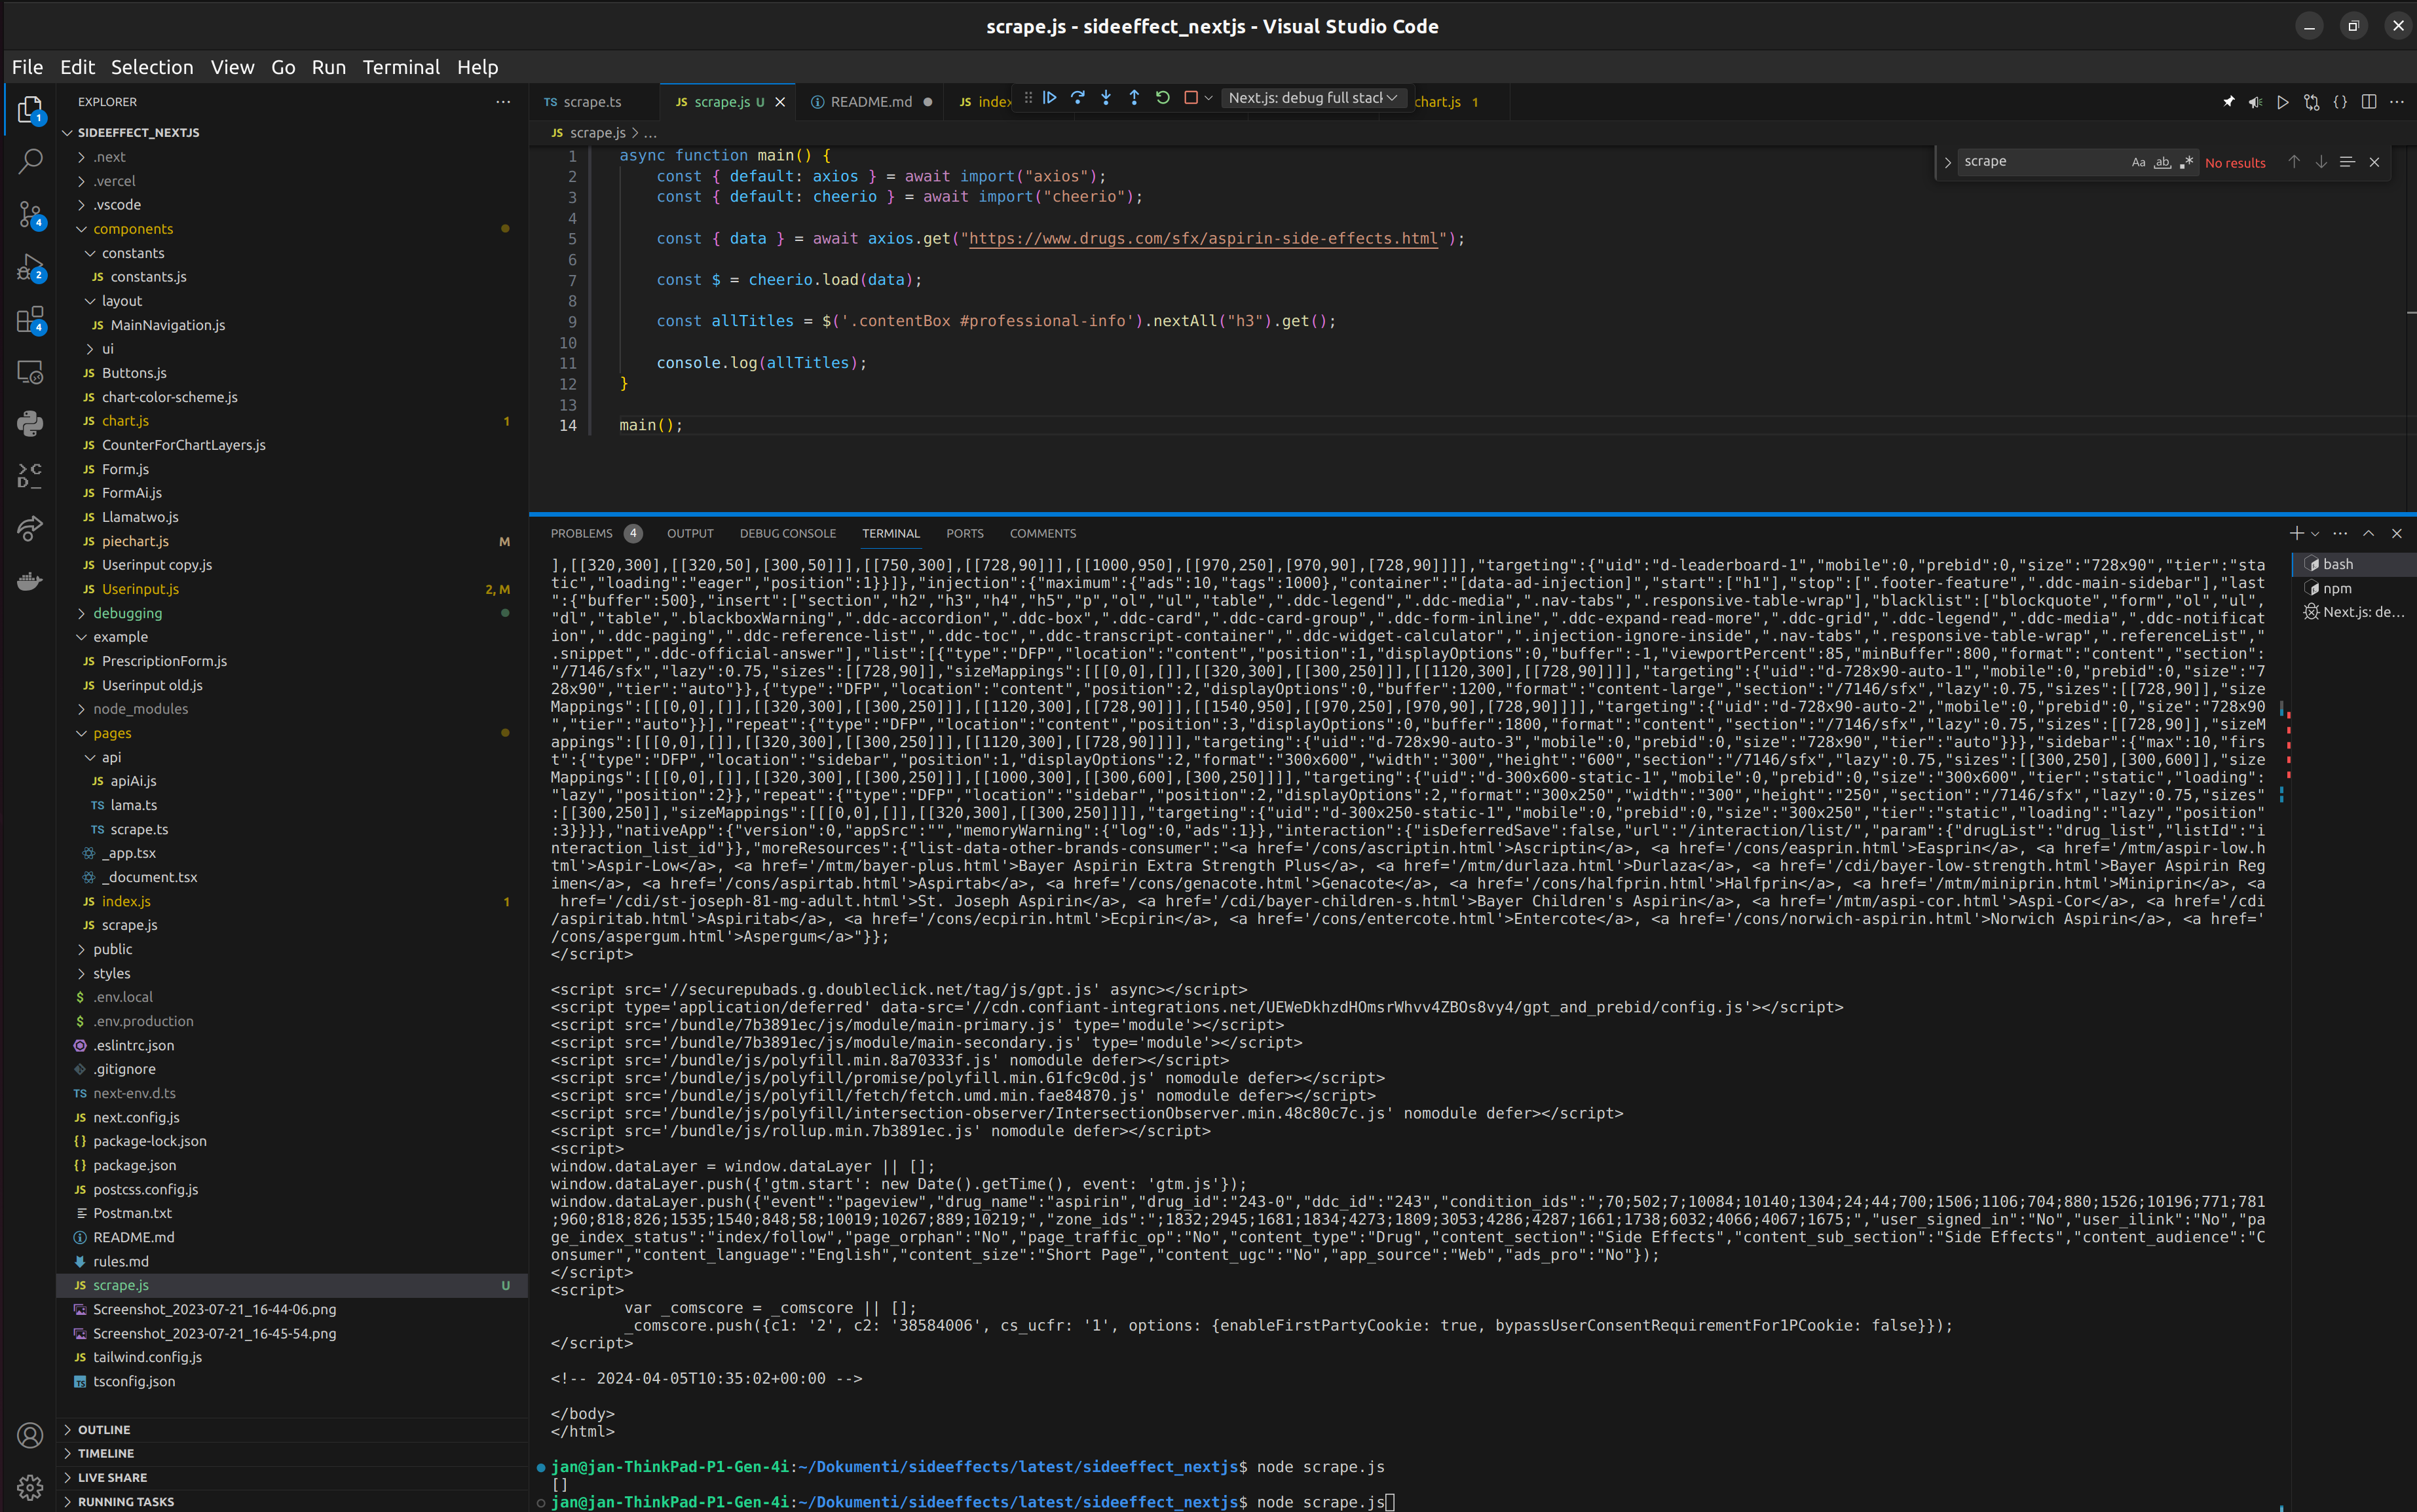 scrape.js - sideeffect_nextjs - Visual Studio Code
File Edit Selection View Go Run Terminal Help
EXPLORER
SIDEEFFECT_NEXTJS
.next
.vercel
.vscode
components
constants
JS constants.js
layout
JS MainNavigation.js
ui
JS Buttons.js
JS chart-color-scheme.js
JS chart.js 1
JS CounterForChartLayers.js
JS Form.js
JS FormAi.js
JS Llamatwo.js
JS piechart.js M
JS Userinput copy.js
JS Userinput.js 2, M
debugging
example
JS PrescriptionForm.js
JS Userinput old.js
node_modules
pages
api
JS apiAi.js
TS lama.ts
TS scrape.ts
_app.tsx
_document.tsx
JS index.js 1
JS scrape.js
public
styles
$ .env.local
$ .env.production
.eslintrc.json
.gitignore
TS next-env.d.ts
JS next.config.js
{} package-lock.json
{} package.json
JS postcss.config.js
Postman.txt
README.md
rules.md
JS scrape.js U
Screenshot_2023-07-21_16-44-06.png
Screenshot_2023-07-21_16-45-54.png
JS tailwind.config.js
TS tsconfig.json
OUTLINE
TIMELINE
LIVE SHARE
RUNNING TASKS
1
4
2
4
TS scrape.ts
JS scrape.js U
README.md
JS index
Next.js: debug full stack
chart.js 1
JS scrape.js > ...
scrape Aa ab .* No results
1 async function main() {
2 const { default: axios } = await import("axios");
3 const { default: cheerio } = await import("cheerio");
4
5 const { data } = await axios.get("https://www.drugs.com/sfx/aspirin-side-effects.html");
6
7 const $ = cheerio.load(data);
8
9 const allTitles = $('.contentBox #professional-info').nextAll("h3").get();
10
11 console.log(allTitles);
12 }
13
14 main();
PROBLEMS 4 OUTPUT DEBUG CONSOLE TERMINAL PORTS COMMENTS
bash
npm
Next.js: de...
],[[320,300],[[320,50],[300,50]]],[[750,300],[[728,90]]],[[1000,950],[[970,250],[970,90],[728,90]]]],"targeting":{"uid":"d-leaderboard-1","mobile":0,"prebid":0,"size":"728x90","tier":"sta
tic","loading":"eager","position":1}}]},"injection":{"maximum":{"ads":10,"tags":1000},"container":"[data-ad-injection]","start":["h1"],"stop":[".footer-feature",".ddc-main-sidebar"],"last
":{"buffer":500},"insert":["section","h2","h3","h4","h5","p","ol","ul","table",".ddc-legend",".ddc-media",".nav-tabs",".responsive-table-wrap"],"blacklist":["blockquote","form","ol","ul",
"dl","table",".blackboxWarning",".ddc-accordion",".ddc-box",".ddc-card",".ddc-card-group",".ddc-form-inline",".ddc-expand-read-more",".ddc-grid",".ddc-legend",".ddc-media",".ddc-notificat
ion",".ddc-paging",".ddc-reference-list",".ddc-toc",".ddc-transcript-container",".ddc-widget-calculator",".injection-ignore-inside",".nav-tabs",".responsive-table-wrap",".referenceList","
.snippet",".ddc-official-answer"],"list":[{"type":"DFP","location":"content","position":1,"displayOptions":0,"buffer":-1,"viewportPercent":85,"minBuffer":800,"format":"content","section":
"/7146/sfx","lazy":0.75,"sizes":[[728,90]],"sizeMappings":[[[0,0],[]],[[320,300],[[300,250]]],[[1120,300],[[728,90]]]],"targeting":{"uid":"d-728x90-auto-1","mobile":0,"prebid":0,"size":"7
28x90","tier":"auto"}},{"type":"DFP","location":"content","position":2,"displayOptions":0,"buffer":1200,"format":"content-large","section":"/7146/sfx","lazy":0.75,"sizes":[[728,90]],"size
Mappings":[[[0,0],[]],[[320,300],[[300,250]]],[[1120,300],[[728,90]]],[[1540,950],[[970,250],[970,90],[728,90]]]],"targeting":{"uid":"d-728x90-auto-2","mobile":0,"prebid":0,"size":"728x90
","tier":"auto"}}],"repeat":{"type":"DFP","location":"content","position":3,"displayOptions":0,"buffer":1800,"format":"content","section":"/7146/sfx","lazy":0.75,"sizes":[[728,90]],"sizeM
appings":[[[0,0],[]],[[320,300],[[300,250]]],[[1120,300],[[728,90]]]],"targeting":{"uid":"d-728x90-auto-3","mobile":0,"prebid":0,"size":"728x90","tier":"auto"}}},"sidebar":{"max":10,"firs
t":{"type":"DFP","location":"sidebar","position":1,"displayOptions":2,"format":"300x600","width":"300","height":"600","section":"/7146/sfx","lazy":0.75,"sizes":[[300,250],[300,600]],"size
Mappings":[[[0,0],[]],[[320,300],[[300,250]]],[[1000,300],[[300,600],[300,250]]]],"targeting":{"uid":"d-300x600-static-1","mobile":0,"prebid":0,"size":"300x600","tier":"static","loading":
"lazy","position":2}},"repeat":{"type":"DFP","location":"sidebar","position":2,"displayOptions":2,"format":"300x250","width":"300","height":"250","section":"/7146/sfx","lazy":0.75,"sizes"
:[[300,250]],"sizeMappings":[[[0,0],[]],[[320,300],[[300,250]]]],"targeting":{"uid":"d-300x250-static-1","mobile":0,"prebid":0,"size":"300x250","tier":"static","loading":"lazy","position"
:3}}}},"nativeApp":{"version":0,"appSrc":"","memoryWarning":{"log":0,"ads":1}},"interaction":{"isDeferredSave":false,"url":"/interaction/list/","param":{"drugList":"drug_list","listId":"i
nteraction_list_id"}},"moreResources":{"list-data-other-brands-consumer":"<a href='/cons/ascriptin.html'>Ascriptin</a>, <a href='/cons/easprin.html'>Easprin</a>, <a href='/mtm/aspir-low.h
tml'>Aspir-Low</a>, <a href='/mtm/bayer-plus.html'>Bayer Aspirin Extra Strength Plus</a>, <a href='/mtm/durlaza.html'>Durlaza</a>, <a href='/cdi/bayer-low-strength.html'>Bayer Aspirin Reg
imen</a>, <a href='/cons/aspirtab.html'>Aspirtab</a>, <a href='/cons/genacote.html'>Genacote</a>, <a href='/cons/halfprin.html'>Halfprin</a>, <a href='/mtm/miniprin.html'>Miniprin</a>, <a
 href='/cdi/st-joseph-81-mg-adult.html'>St. Joseph Aspirin</a>, <a href='/cdi/bayer-children-s.html'>Bayer Children's Aspirin</a>, <a href='/mtm/aspi-cor.html'>Aspi-Cor</a>, <a href='/cdi
/aspiritab.html'>Aspiritab</a>, <a href='/cons/ecpirin.html'>Ecpirin</a>, <a href='/cons/entercote.html'>Entercote</a>, <a href='/cons/norwich-aspirin.html'>Norwich Aspirin</a>, <a href='
/cons/aspergum.html'>Aspergum</a>"}};
</script>
<script src='//securepubads.g.doubleclick.net/tag/js/gpt.js' async></script>
<script type='application/deferred' data-src='//cdn.confiant-integrations.net/UEWeDkhzdHOmsrWhvv4ZBOs8vy4/gpt_and_prebid/config.js'></script>
<script src='/bundle/7b3891ec/js/module/main-primary.js' type='module'></script>
<script src='/bundle/7b3891ec/js/module/main-secondary.js' type='module'></script>
<script src='/bundle/js/polyfill.min.8a70333f.js' nomodule defer></script>
<script src='/bundle/js/polyfill/promise/polyfill.min.61fc9c0d.js' nomodule defer></script>
<script src='/bundle/js/polyfill/fetch/fetch.umd.min.fae84870.js' nomodule defer></script>
<script src='/bundle/js/polyfill/intersection-observer/IntersectionObserver.min.48c80c7c.js' nomodule defer></script>
<script src='/bundle/js/rollup.min.7b3891ec.js' nomodule defer></script>
<script>
window.dataLayer = window.dataLayer || [];
window.dataLayer.push({'gtm.start': new Date().getTime(), event: 'gtm.js'});
window.dataLayer.push({"event":"pageview","drug_name":"aspirin","drug_id":"243-0","ddc_id":"243","condition_ids":";70;502;7;10084;10140;1304;24;44;700;1506;1106;704;880;1526;10196;771;781
;960;818;826;1535;1540;848;58;10019;10267;889;10219;","zone_ids":";1832;2945;1681;1834;4273;1809;3053;4286;4287;1661;1738;6032;4066;4067;1675;","user_signed_in":"No","user_ilink":"No","pa
ge_index_status":"index/follow","page_orphan":"No","page_traffic_op":"No","content_type":"Drug","content_section":"Side Effects","content_sub_section":"Side Effects","content_audience":"C
onsumer","content_language":"English","content_size":"Short Page","content_ugc":"No","app_source":"Web","ads_pro":"No"});
</script>
<script>
var _comscore = _comscore || [];
_comscore.push({c1: '2', c2: '38584006', cs_ucfr: '1', options: {enableFirstPartyCookie: true, bypassUserConsentRequirementFor1PCookie: false}});
</script>
<!-- 2024-04-05T10:35:02+00:00 -->
</body>
</html>
jan@jan-ThinkPad-P1-Gen-4i:~/Dokumenti/sideeffects/latest/sideeffect_nextjs$ node scrape.js
[]
jan@jan-ThinkPad-P1-Gen-4i:~/Dokumenti/sideeffects/latest/sideeffect_nextjs$ node scrape.js